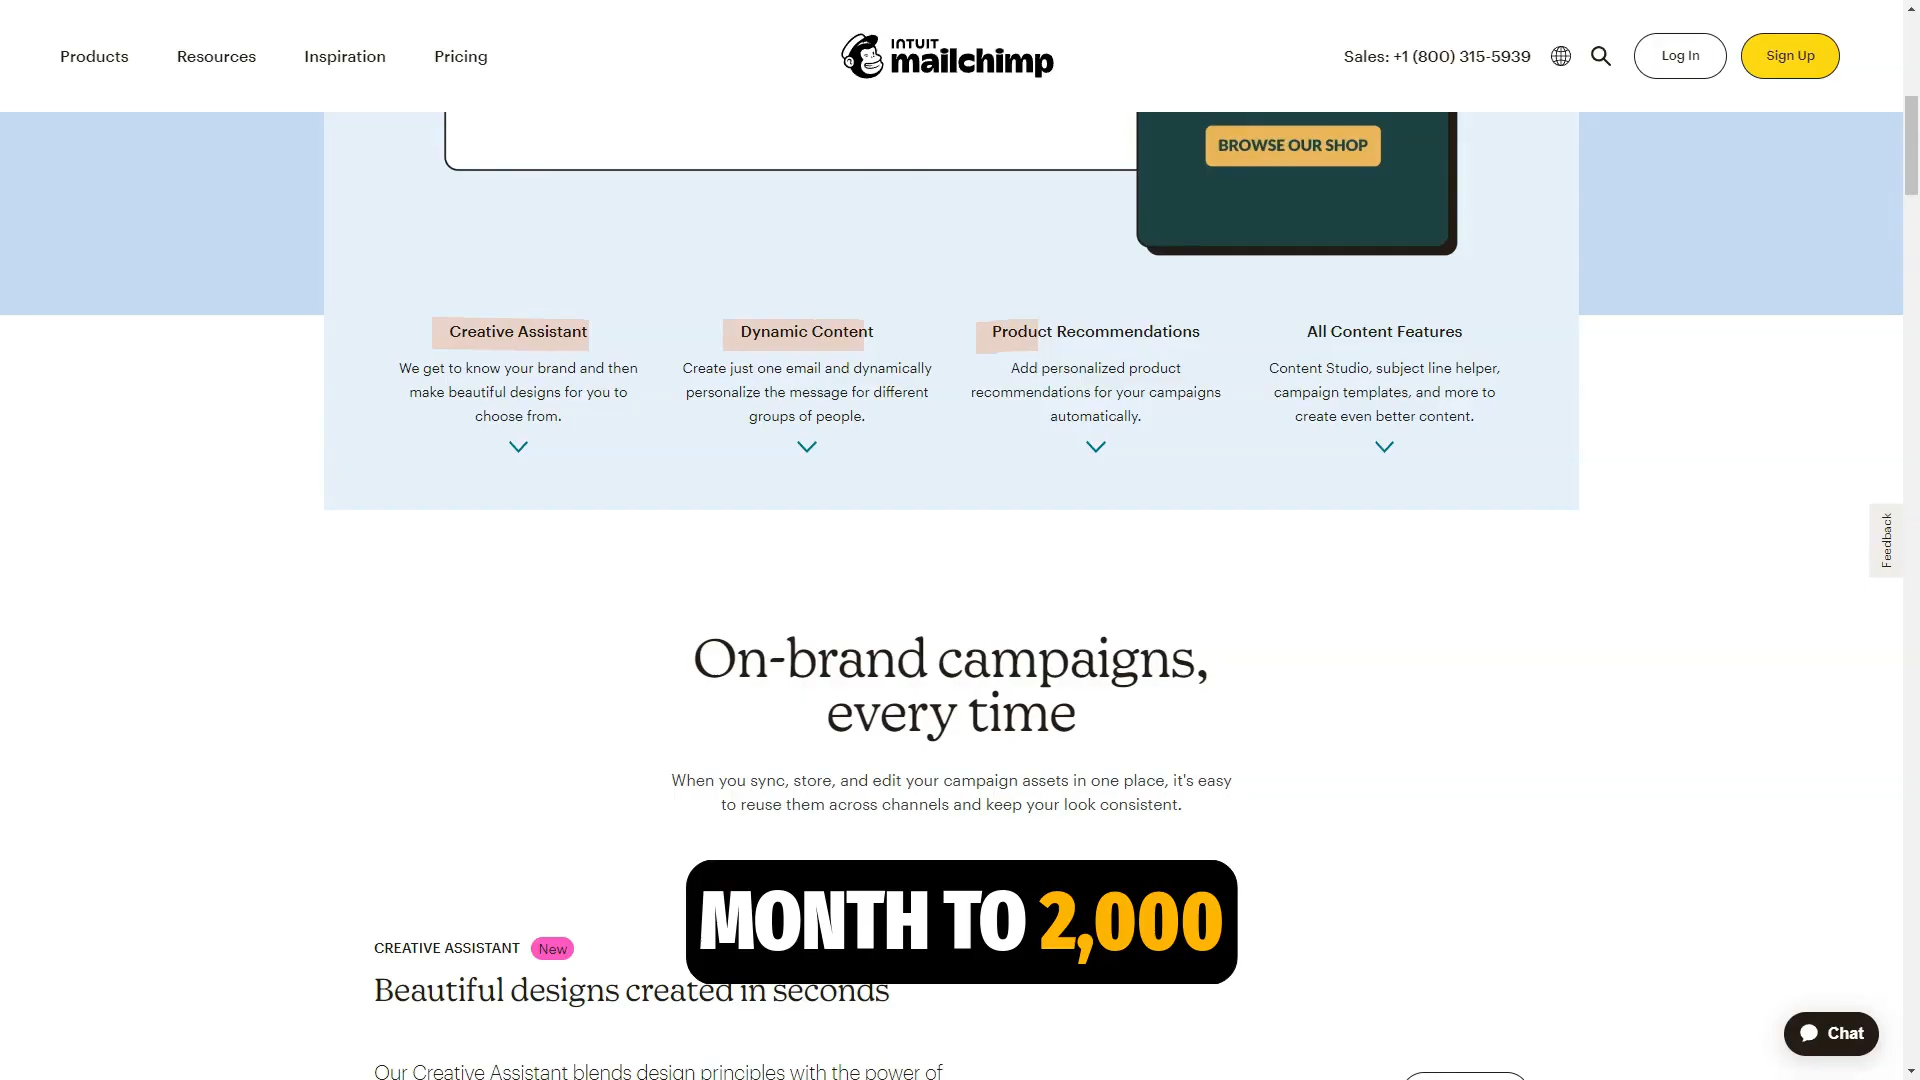 Products
Resources
Inspiration
Pricing
INTUIT
mailchimp
Sales: +1 (800) 315-5939
Log In
Sign Up
BROWSE OUR SHOP
Creative Assistant
We get to know your brand and then
make beautiful designs for you to
choose from.
Dynamic Content
Create just one email and dynamically
personalize the message for different
groups of people.
Product Recommendations
Add personalized product
recommendations for your campaigns
automatically.
All Content Features
Content Studio, subject line helper,
campaign templates, and more to
create even better content.
Feedback
On-brand campaigns,
every time
When you sync, store, and edit your campaign assets in one place, it's easy
to reuse them across channels and keep your look consistent.
MONTH TO 2,000
CREATIVE ASSISTANT New
Beautiful designs created in seconds
Our Creative Assistant blends design principles with the power of
Chat